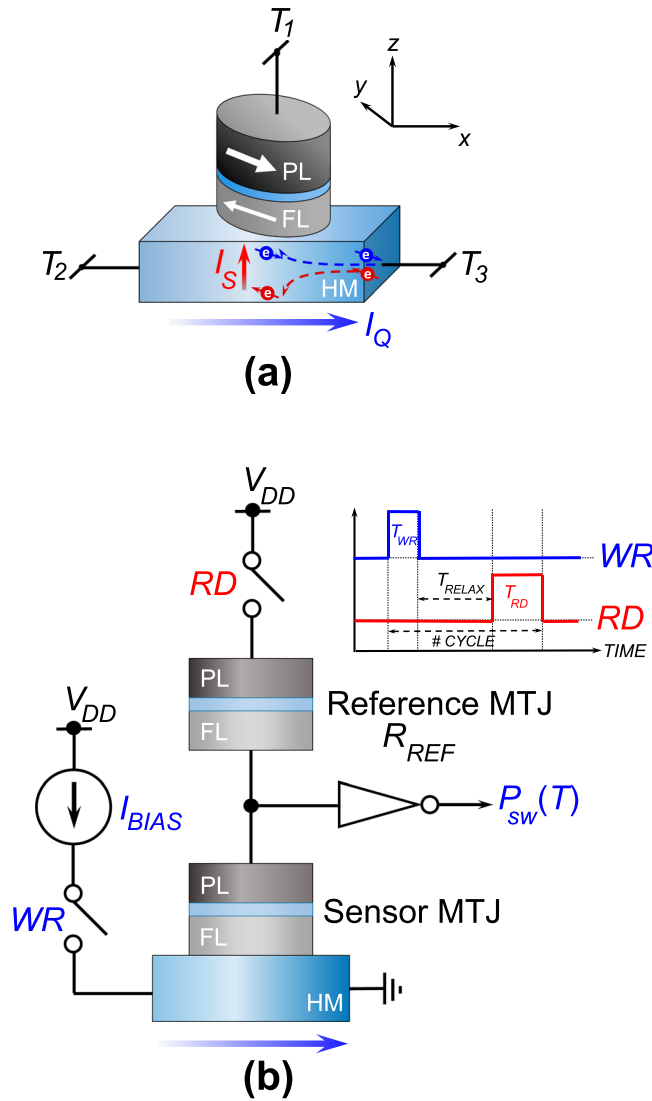 T1
z
y
x
PL
FL
e e
T2
IS
e e
HM
T3
IQ
(a)
VDD
RD
TWR
WR
TRELAX
TRD
RD
# CYCLE
TIME
PL
FL
Reference MTJ
RREF
VDD
IBIAS
Psw(T)
WR
PL
FL
Sensor MTJ
HM
(b)